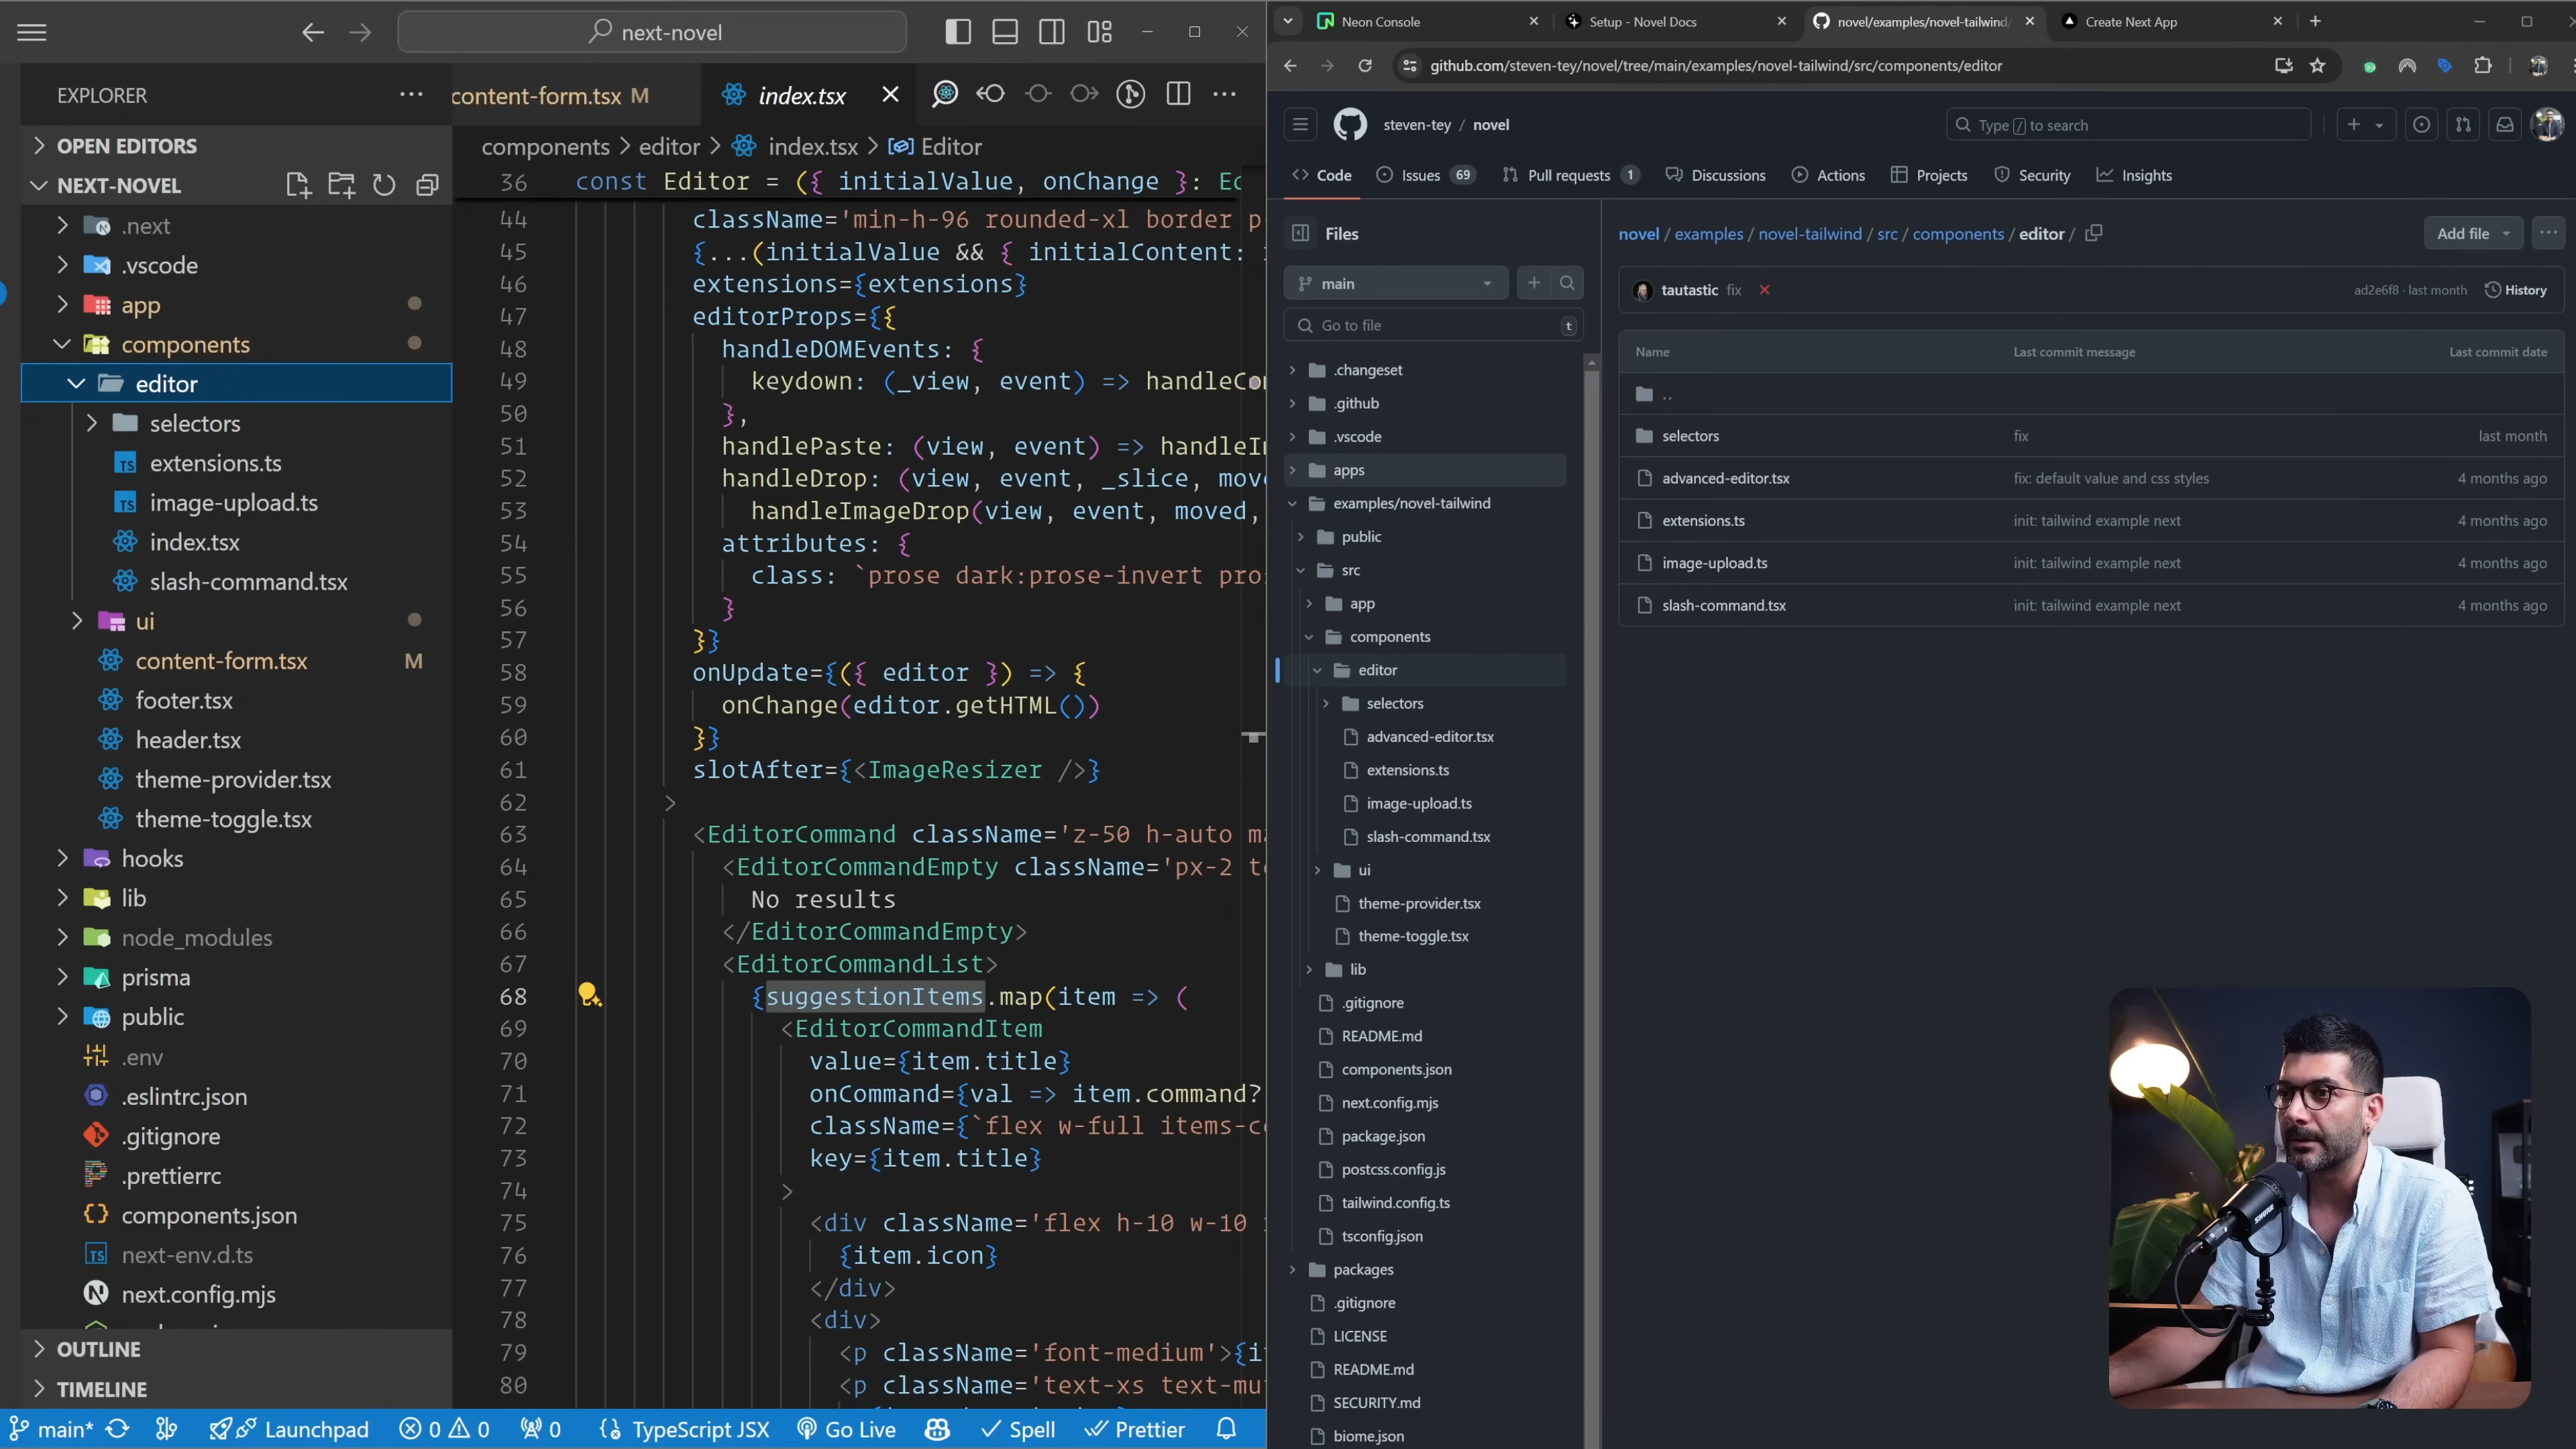 next-novel
EXPLORER
OPEN EDITORS
NEXT-NOVEL
.next
.vscode
app
components
editor
selectors
extensions.ts
image-upload.ts
index.tsx
slash-command.tsx
ui
content-form.tsx M
footer.tsx
header.tsx
theme-provider.tsx
theme-toggle.tsx
hooks
lib
node_modules
prisma
public
.env
.eslintrc.json
.gitignore
.prettierrc
components.json
next-env.d.ts
next.config.mjs
OUTLINE
TIMELINE
content-form.tsx M
index.tsx
components > editor > index.tsx > Editor
36 const Editor = ({ initialValue, onChange }: Ed
44 className='min-h-96 rounded-xl border p-
45 {...(initialValue && { initialContent:
46 extensions={extensions}
47 editorProps={{
48 handleDOMEvents: {
49 keydown: (_view, event) => handleCo
50 },
51 handlePaste: (view, event) => handleI
52 handleDrop: (view, event, _slice, mov
53 handleImageDrop(view, event, moved,
54 attributes: {
55 class: `prose dark:prose-invert pro
56 }
57 }}
58 onUpdate={({ editor }) => {
59 onChange(editor.getHTML())
60 }}
61 slotAfter={<ImageResizer />}
62 >
63 <EditorCommand className='z-50 h-auto m
64 <EditorCommandEmpty className='px-2 t
65 No results
66 </EditorCommandEmpty>
67 <EditorCommandList>
68 {suggestionItems.map(item => (
69 <EditorCommandItem
70 value={item.title}
71 onCommand={val => item.command?
72 className={`flex w-full items-c
73 key={item.title}
74 >
75 <div className='flex h-10 w-10
76 {item.icon}
77 </div>
78 <div>
79 <p className='font-medium'>{i
80 <p className='text-xs text-mu
main* Launchpad 0 0 0 TypeScript JSX Go Live Spell Prettier
Neon Console
Setup - Novel Docs
novel/examples/novel-tailwind/
Create Next App
github.com/steven-tey/novel/tree/main/examples/novel-tailwind/src/components/editor
steven-tey / novel
Type / to search
Code
Issues 69
Pull requests 1
Discussions
Actions
Projects
Security
Insights
Files
main
Go to file t
.changeset
.github
.vscode
apps
examples/novel-tailwind
public
src
app
components
editor
selectors
advanced-editor.tsx
extensions.ts
image-upload.ts
slash-command.tsx
ui
theme-provider.tsx
theme-toggle.tsx
lib
.gitignore
README.md
components.json
next.config.mjs
package.json
postcss.config.js
tailwind.config.ts
tsconfig.json
packages
.gitignore
LICENSE
README.md
SECURITY.md
biome.json
novel / examples / novel-tailwind / src / components / editor /
Add file
tautastic fix
ad2e6f8 · last month
History
Name Last commit message Last commit date
..
selectors fix last month
advanced-editor.tsx fix: default value and css styles 4 months ago
extensions.ts init: tailwind example next 4 months ago
image-upload.ts init: tailwind example next 4 months ago
slash-command.tsx init: tailwind example next 4 months ago
SHURE